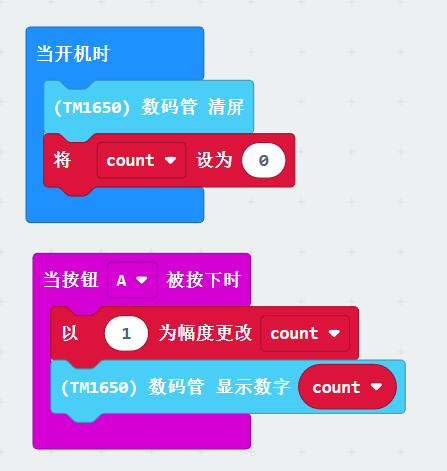 当开机时
(TM1650) 数码管 清屏
将 count 设为 0
当按钮 A 被按下时
以 1 为幅度更改 count
(TM1650) 数码管 显示数字 count